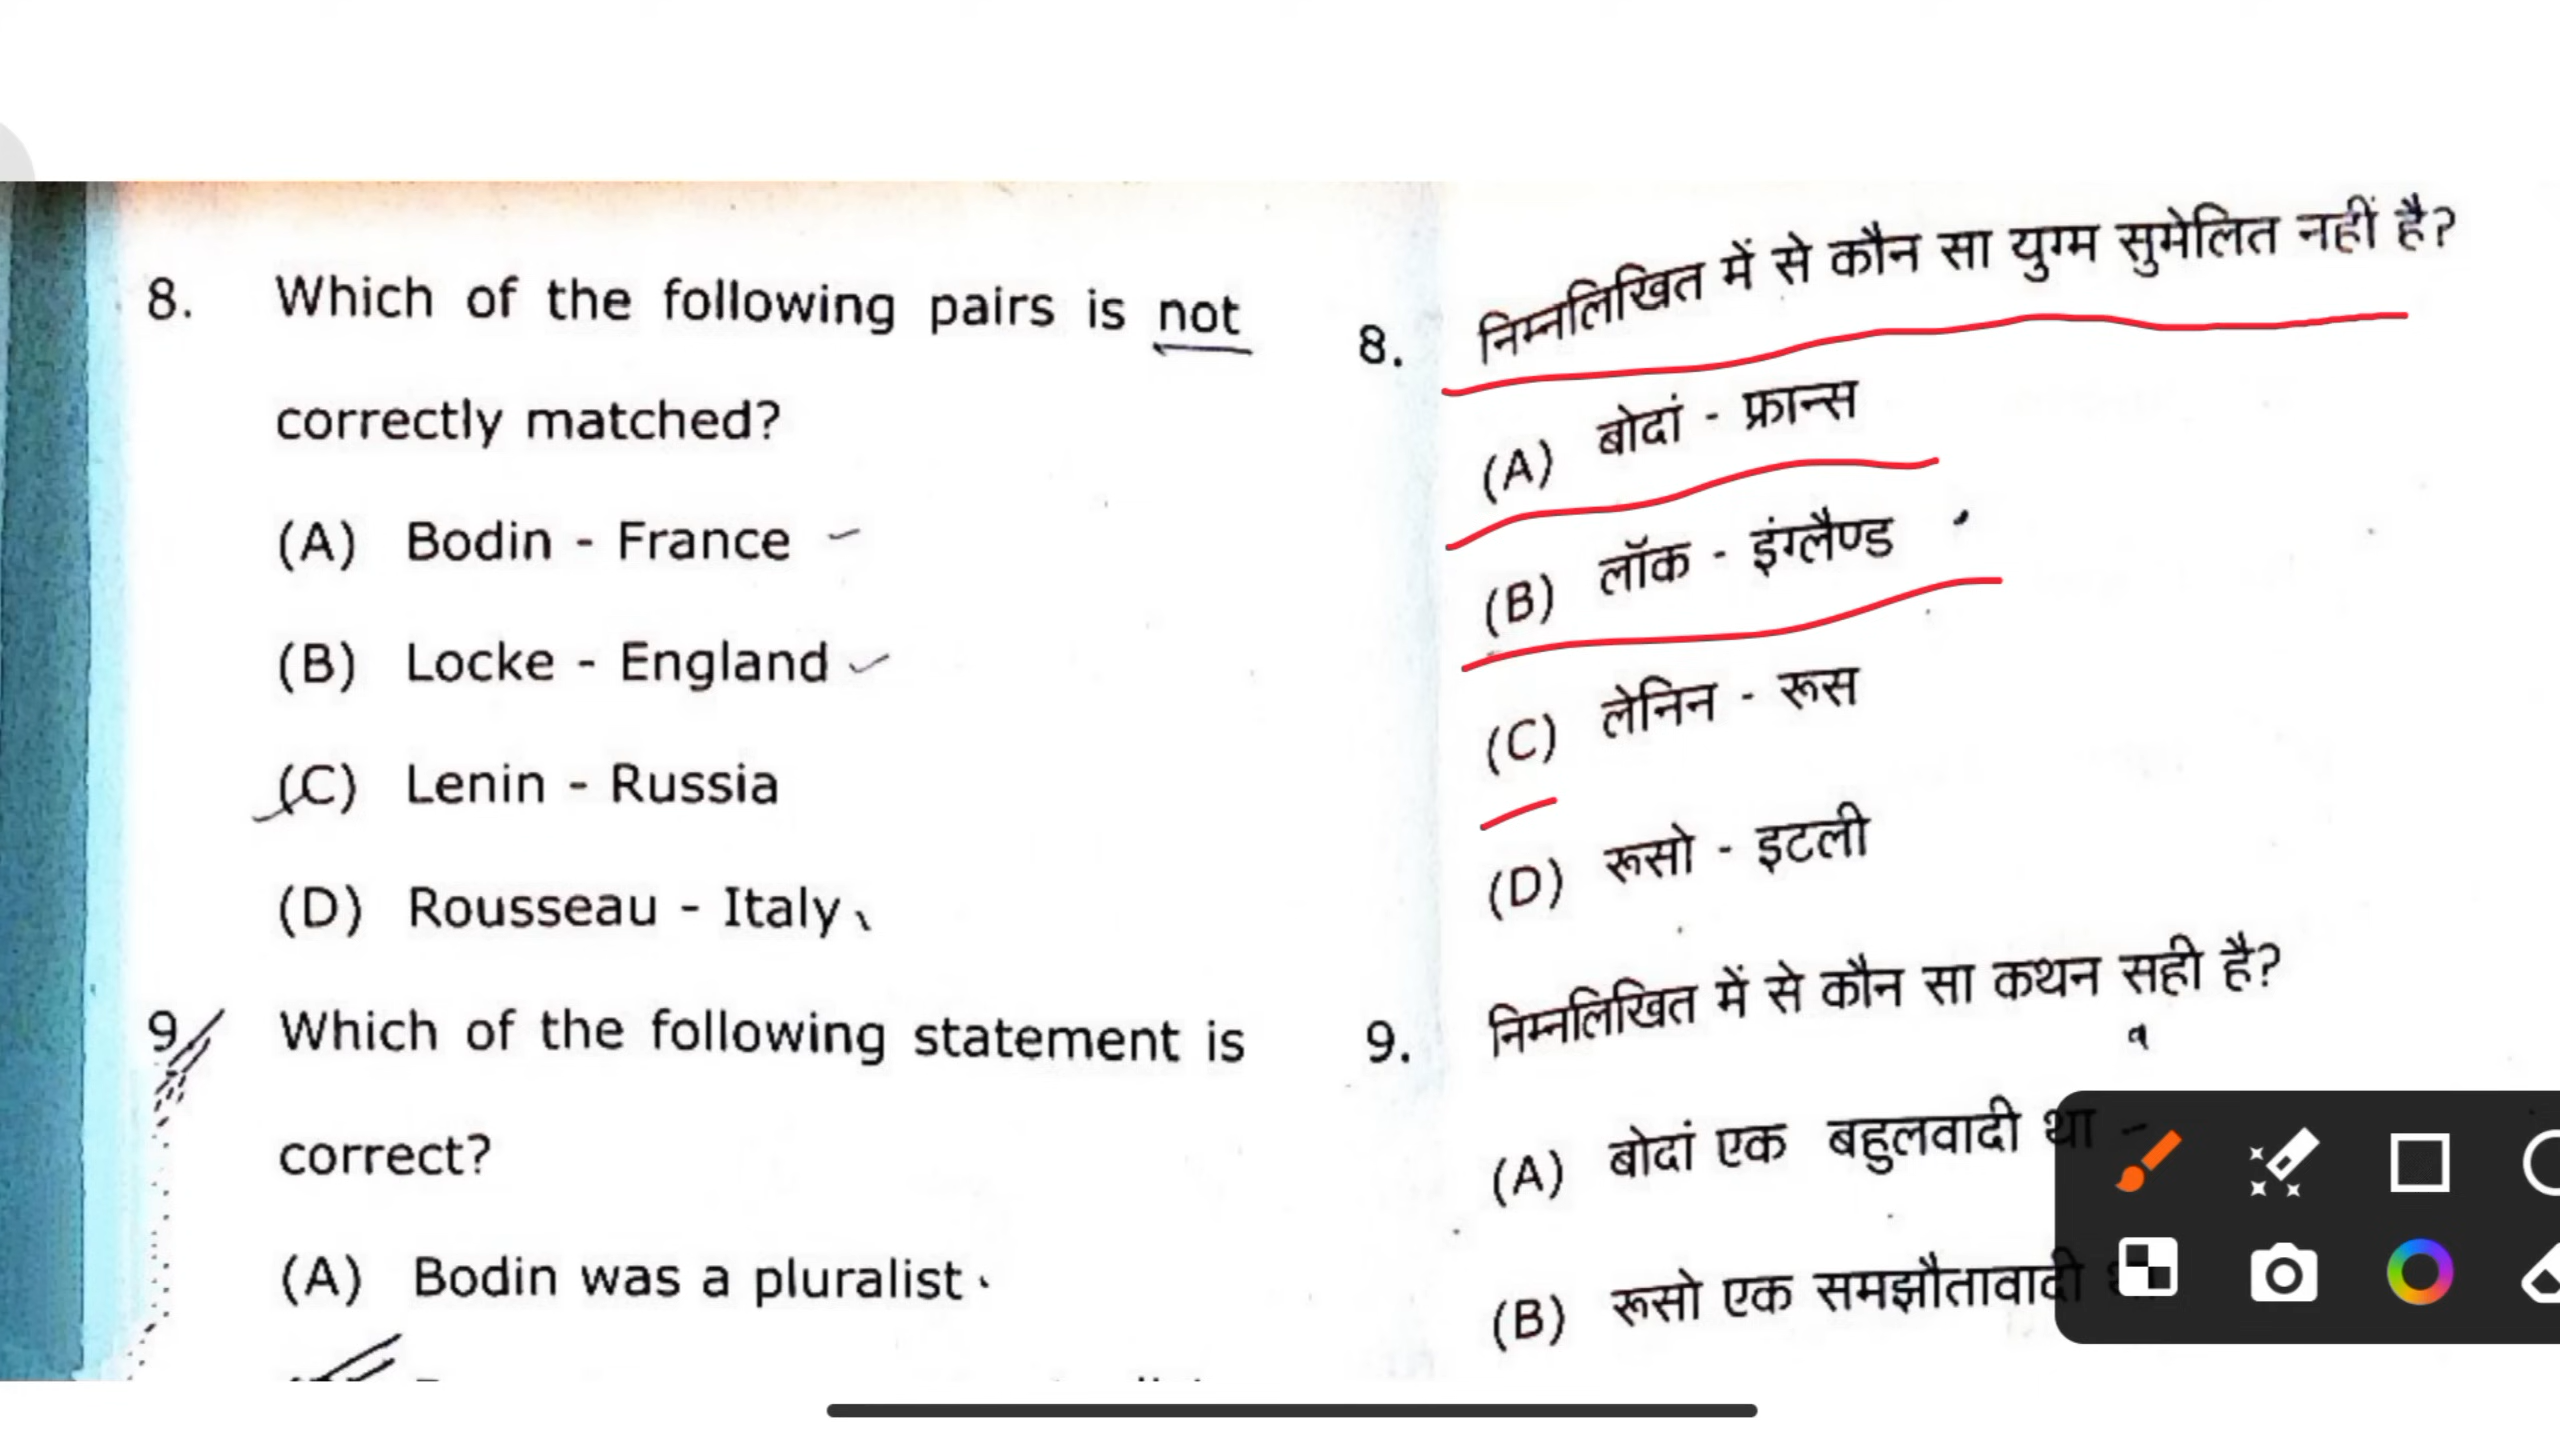 8. Which of the following pairs is not
correctly matched?
(A) Bodin - France
(B) Locke - England
(C) Lenin - Russia
(D) Rousseau - Italy
9. Which of the following statement is
correct?
(A) Bodin was a pluralist
8. निम्नलिखित में से कौन सा युग्म सुमेलित नहीं है?
(A) बोदां - फ्रान्स
(B) लॉक - इंग्लैण्ड
(C) लेनिन - रूस
(D) रूसो - इटली
9. निम्नलिखित में से कौन सा कथन सही है?
(A) बोदां एक बहुलवादी था
(B) रूसो एक समझौतावादी